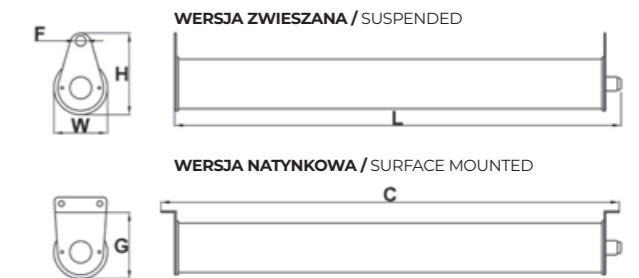 WERSJA ZWIESZANA / SUSPENDED
F
H
W
L
WERSJA NATYNKOWA / SURFACE MOUNTED
C
G